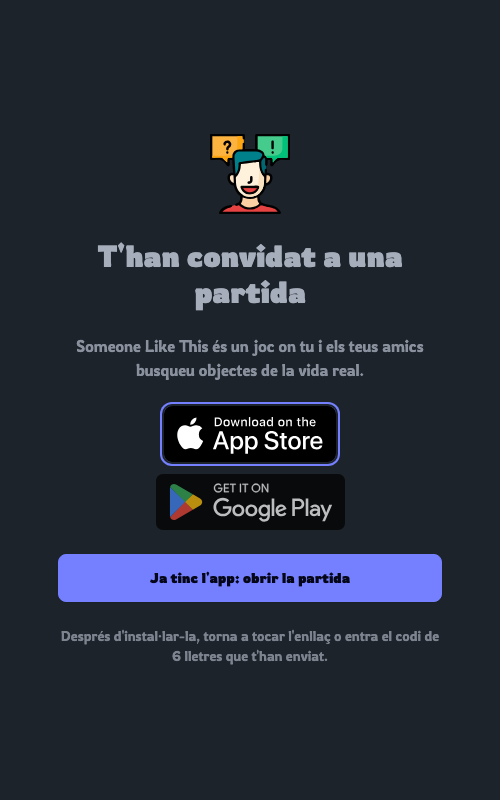 ?
!
T'han convidat a una
partida
Someone Like This és un joc on tu i els teus amics
busqueu objectes de la vida real.
Download on the
App Store
GET IT ON
Google Play
Ja tinc l'app: obrir la partida
Després d'instal·lar-la, torna a tocar l'enllaç o entra el codi de
6 lletres que t'han enviat.